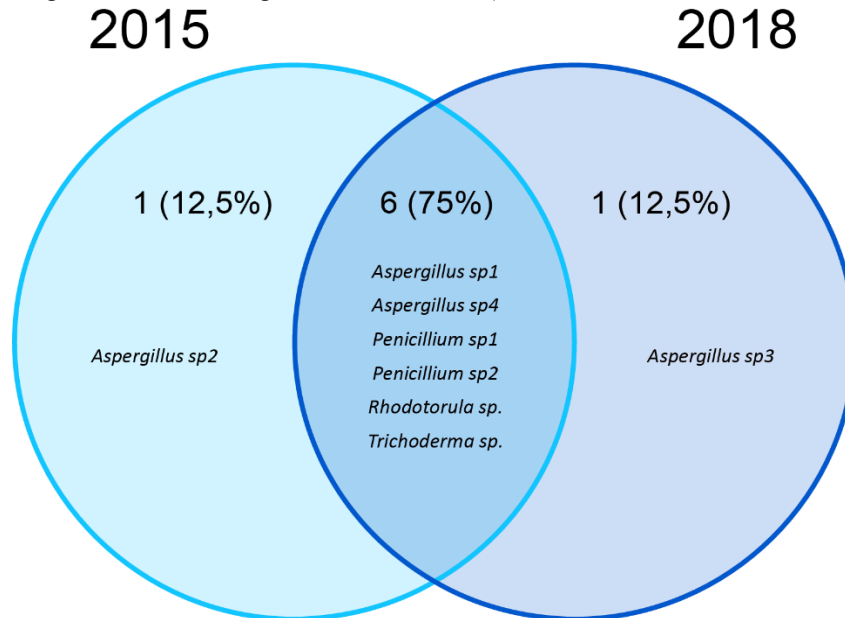 2015
2018
1 (12,5%)
6 (75%)
1 (12,5%)
Aspergillus sp1
Aspergillus sp4
Penicillium sp1
Aspergillus sp2
Aspergillus sp3
Penicillium sp2
Rhodotorula sp.
Trichoderma sp.